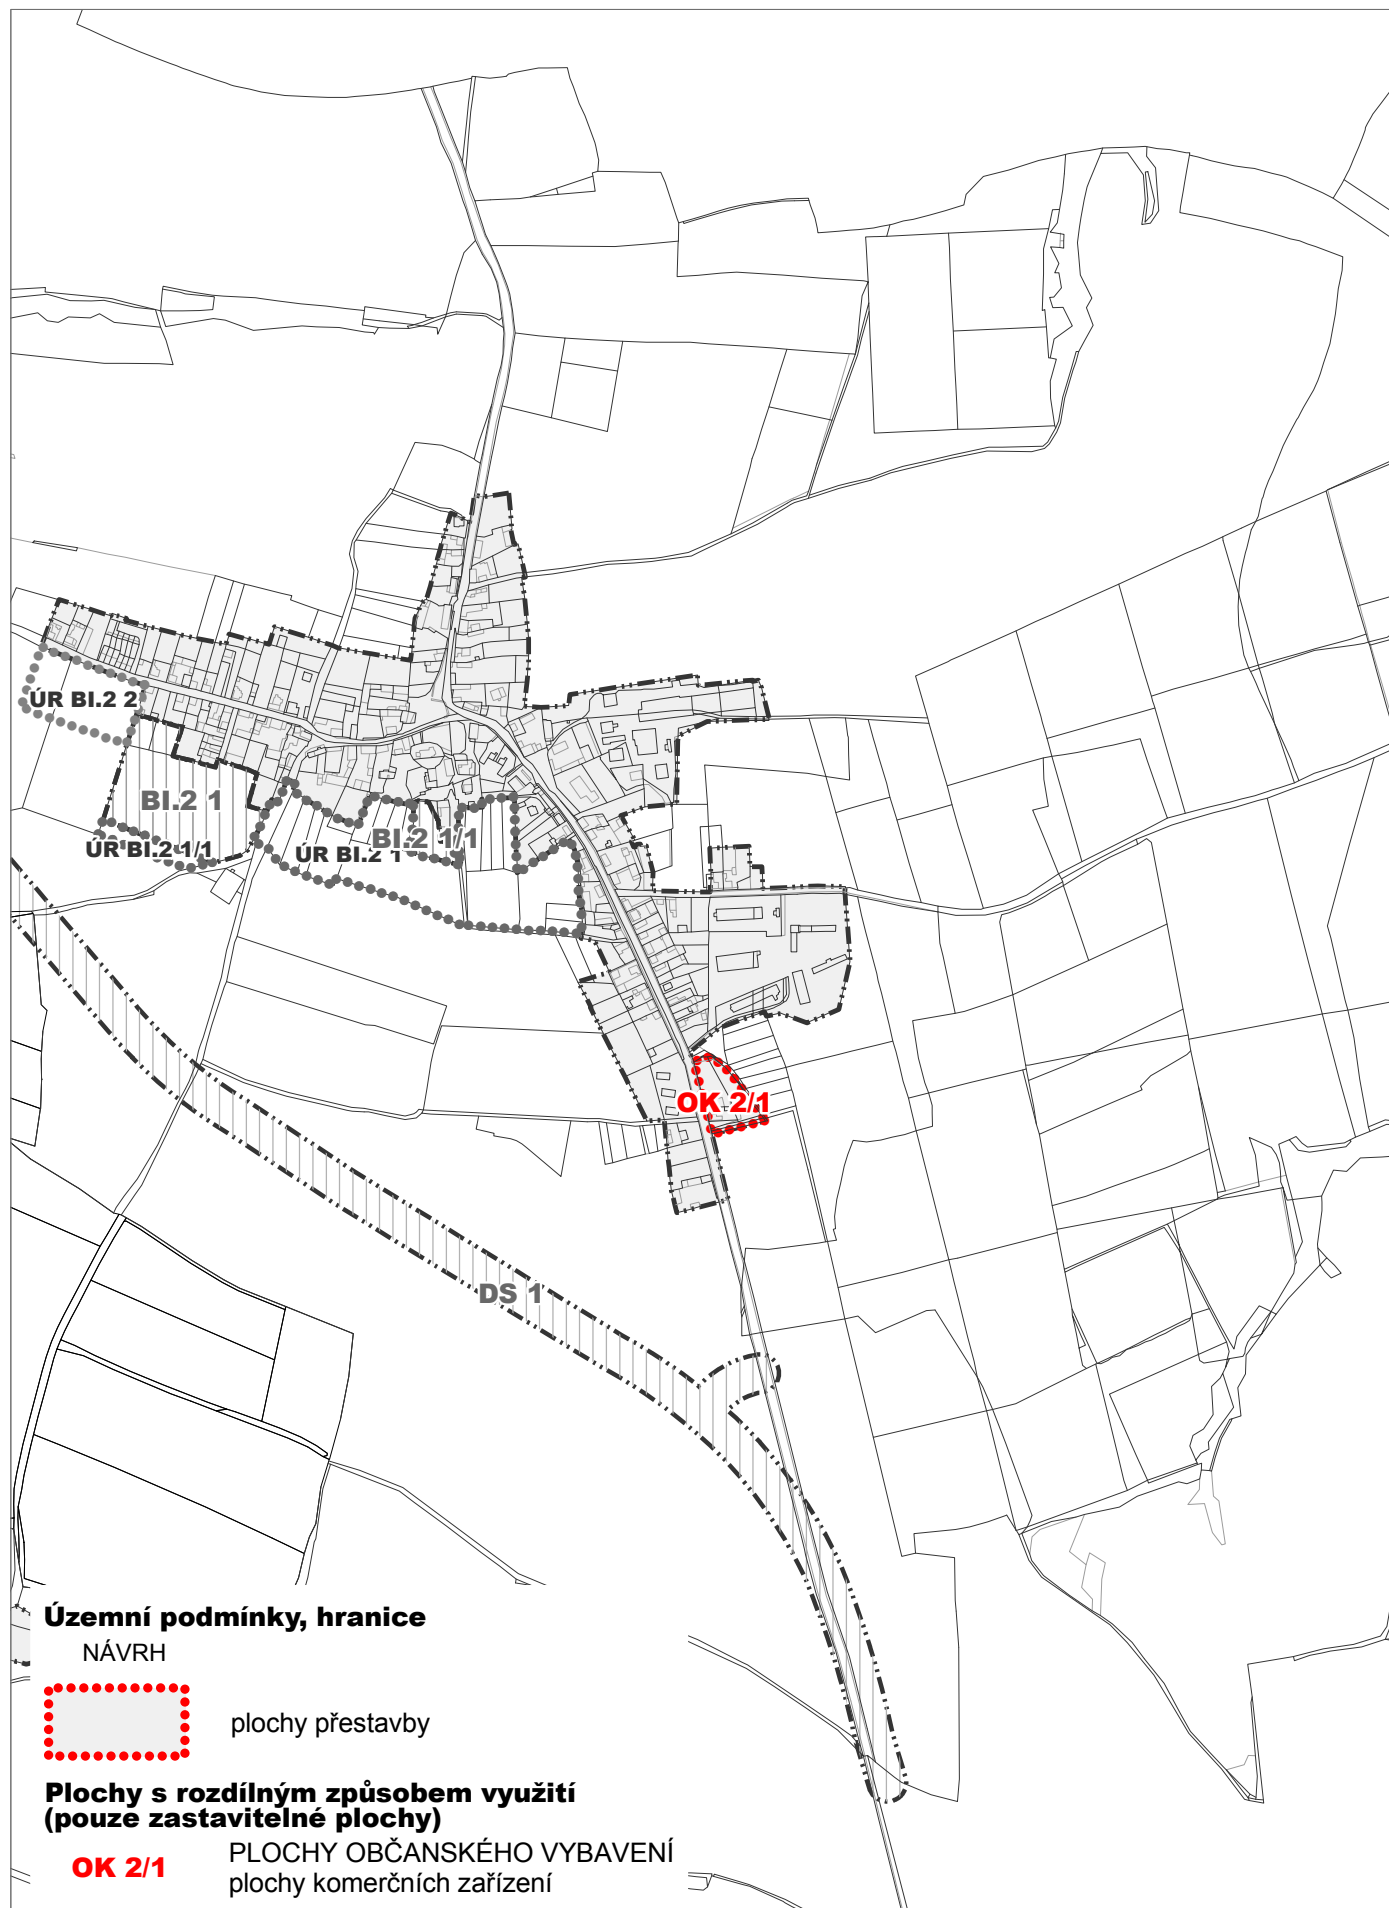 ÚR BI.2 2
BI.2 1
ÚR BI.2 1/1
BI.2 1/1
ÚR BI.2 1
OK 2/1
DS 1
Územní podmínky, hranice
NÁVRH
plochy přestavby
Plochy s rozdílným způsobem využití
(pouze zastavitelné plochy)
OK 2/1
PLOCHY OBČANSKÉHO VYBAVENÍ
plochy komerčních zařízení